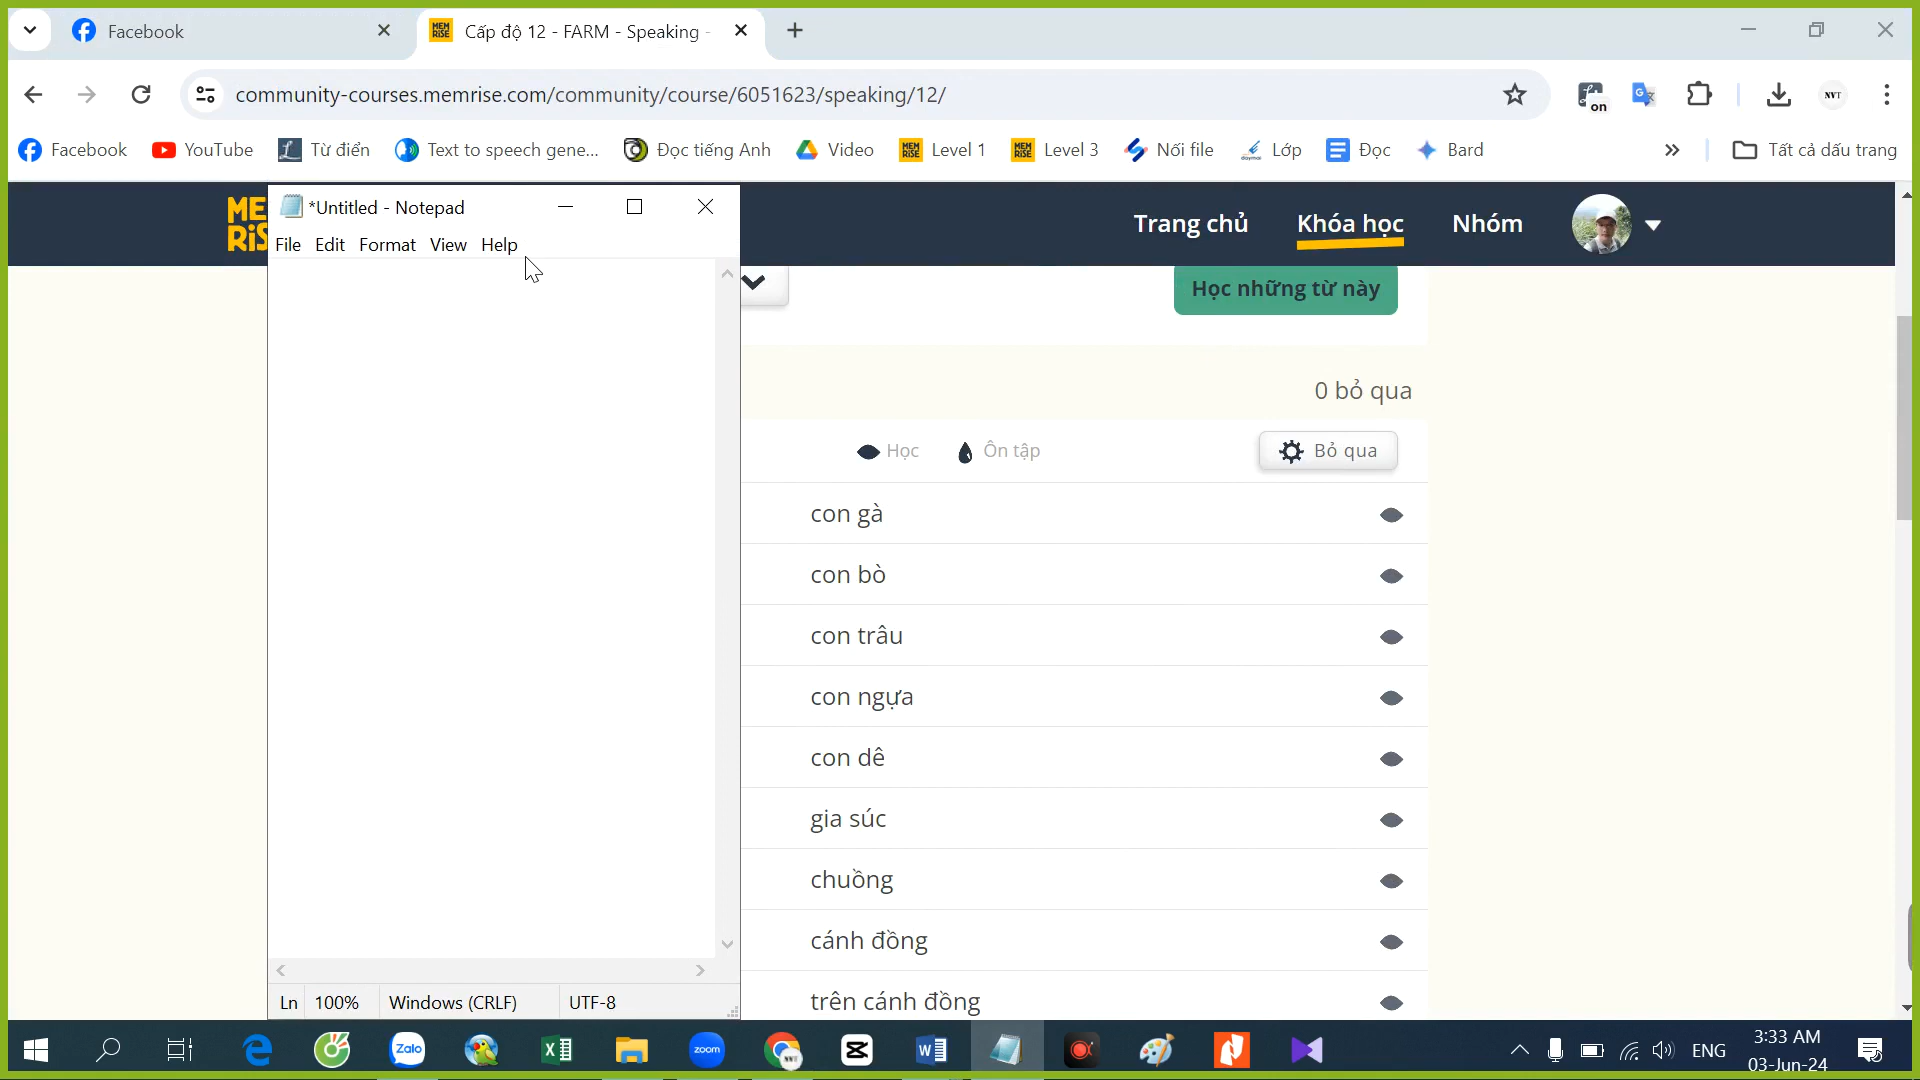 Facebook
Cấp độ 12 - FARM - Speaking -
community-courses.memrise.com/community/course/6051623/speaking/12/
on
NVT
Facebook
YouTube
Từ điển
Text to speech gene...
Đọc tiếng Anh
Video
Level 1
Level 3
Nối file
Lớp
Đọc
Bard
Tất cả dấu trang
*Untitled - Notepad
File Edit Format View Help
Trang chủ
Khóa học
Nhóm
Học những từ này
0 bỏ qua
Học
Ôn tập
Bỏ qua
con gà
con bò
con trâu
con ngựa
con dê
gia súc
chuồng
cánh đồng
trên cánh đồng
Ln
100%
Windows (CRLF)
UTF-8
Zalo
zoom
ENG
3:33 AM
03-Jun-24